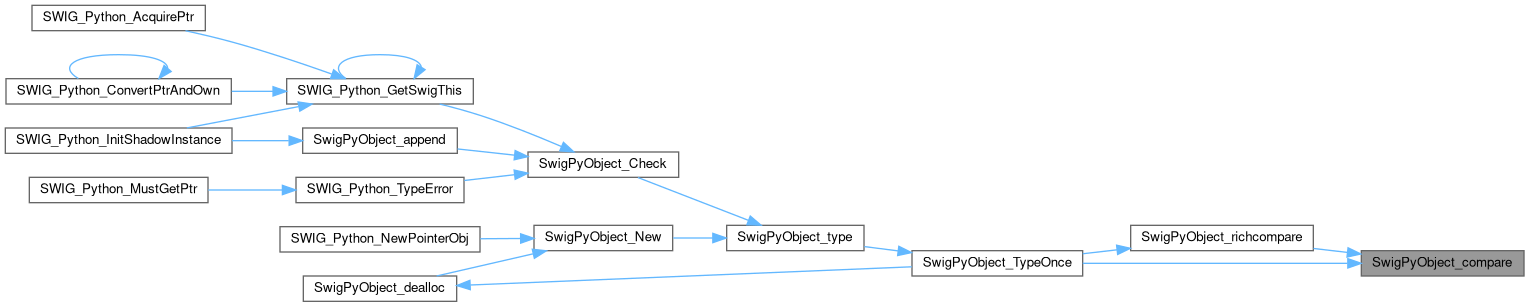 SWIG_Python_AcquirePtr
SWIG_Python_ConvertPtrAndOwn
SWIG_Python_GetSwigThis
SWIG_Python_InitShadowInstance
SwigPyObject_append
SwigPyObject_Check
SWIG_Python_MustGetPtr
SWIG_Python_TypeError
SWIG_Python_NewPointerObj
SwigPyObject_New
SwigPyObject_type
SwigPyObject_richcompare
SwigPyObject_TypeOnce
SwigPyObject_compare
SwigPyObject_dealloc